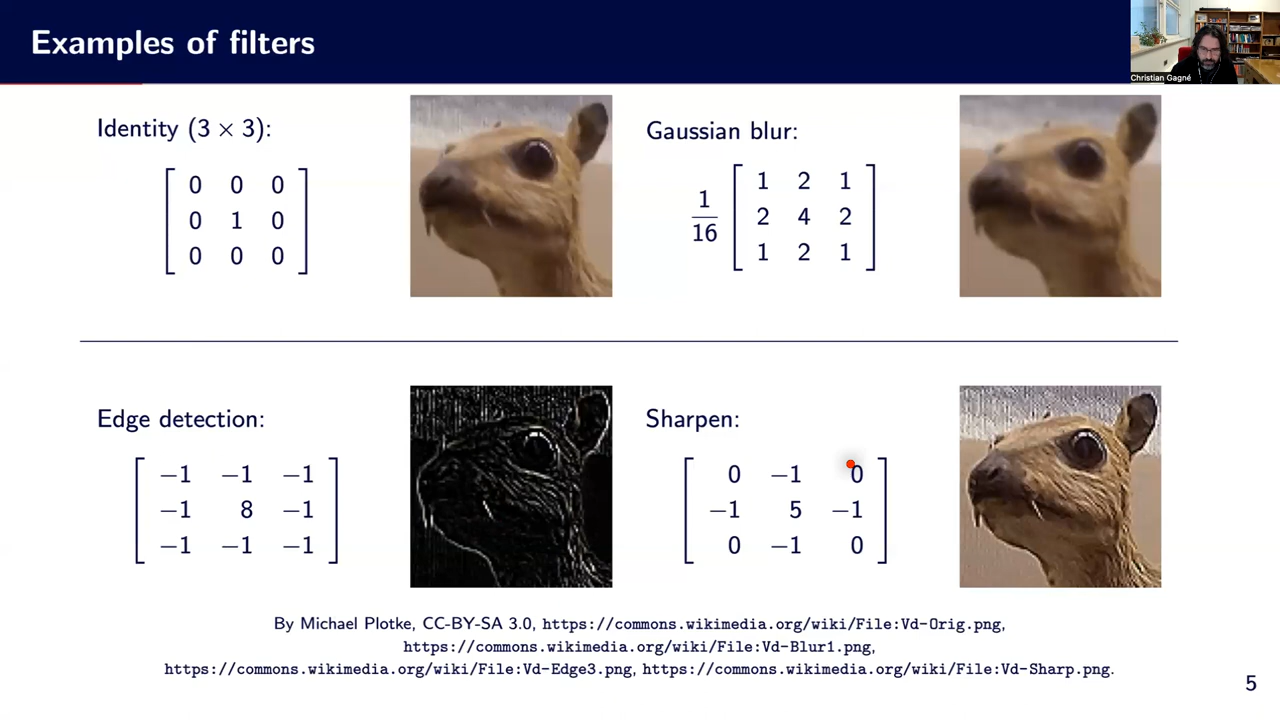 Examples of filters
Christian Gagné
Identity (3 × 3):
0 0 0
0 1 0
0 0 0
Gaussian blur:
1
16
1 2 1
2 4 2
1 2 1
Edge detection:
−1 −1 −1
−1 8 −1
−1 −1 −1
Sharpen:
0 −1 0
−1 5 −1
0 −1 0
By Michael Plotke, CC-BY-SA 3.0, https://commons.wikimedia.org/wiki/File:Vd-Orig.png,
https://commons.wikimedia.org/wiki/File:Vd-Blur1.png,
https://commons.wikimedia.org/wiki/File:Vd-Edge3.png, https://commons.wikimedia.org/wiki/File:Vd-Sharp.png.
5